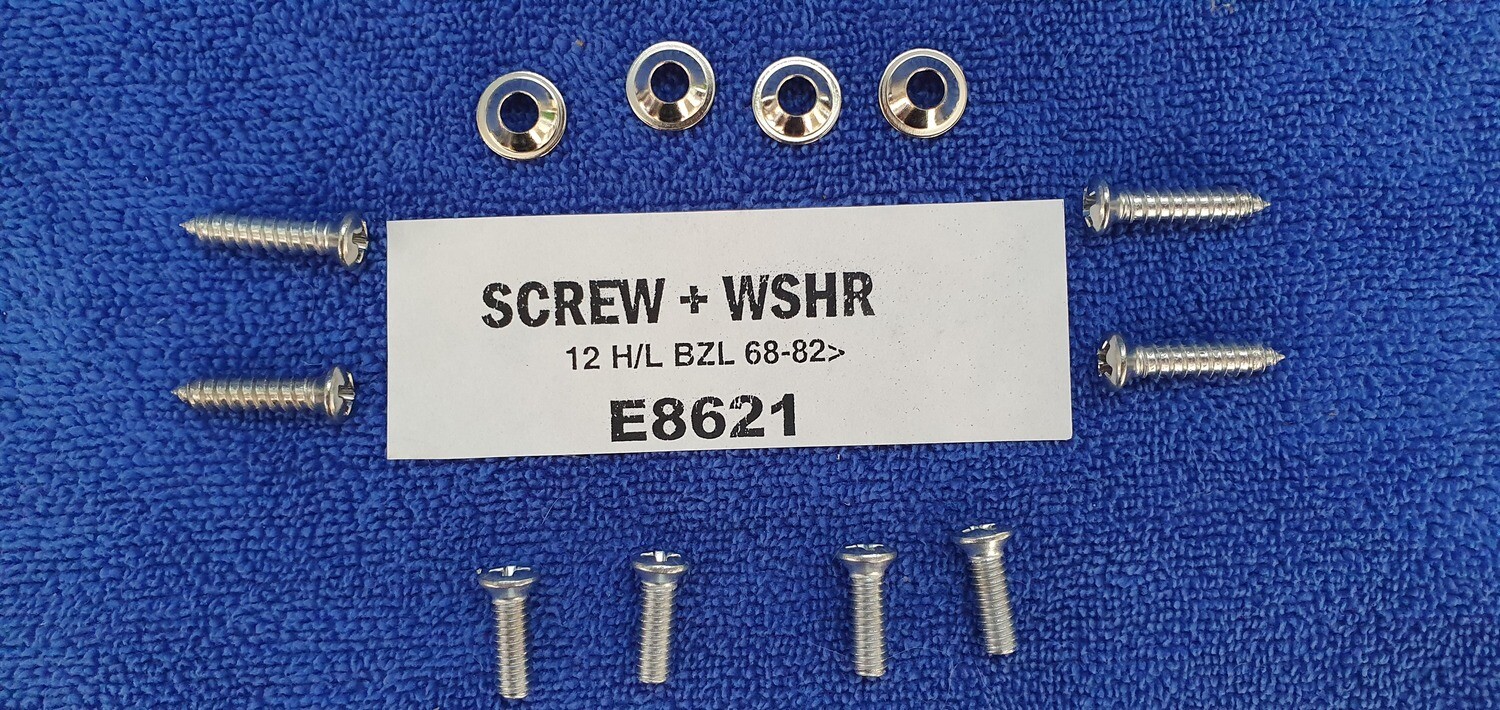 SCREW + WSHR
12 H/L BZL 68-82>
E8621